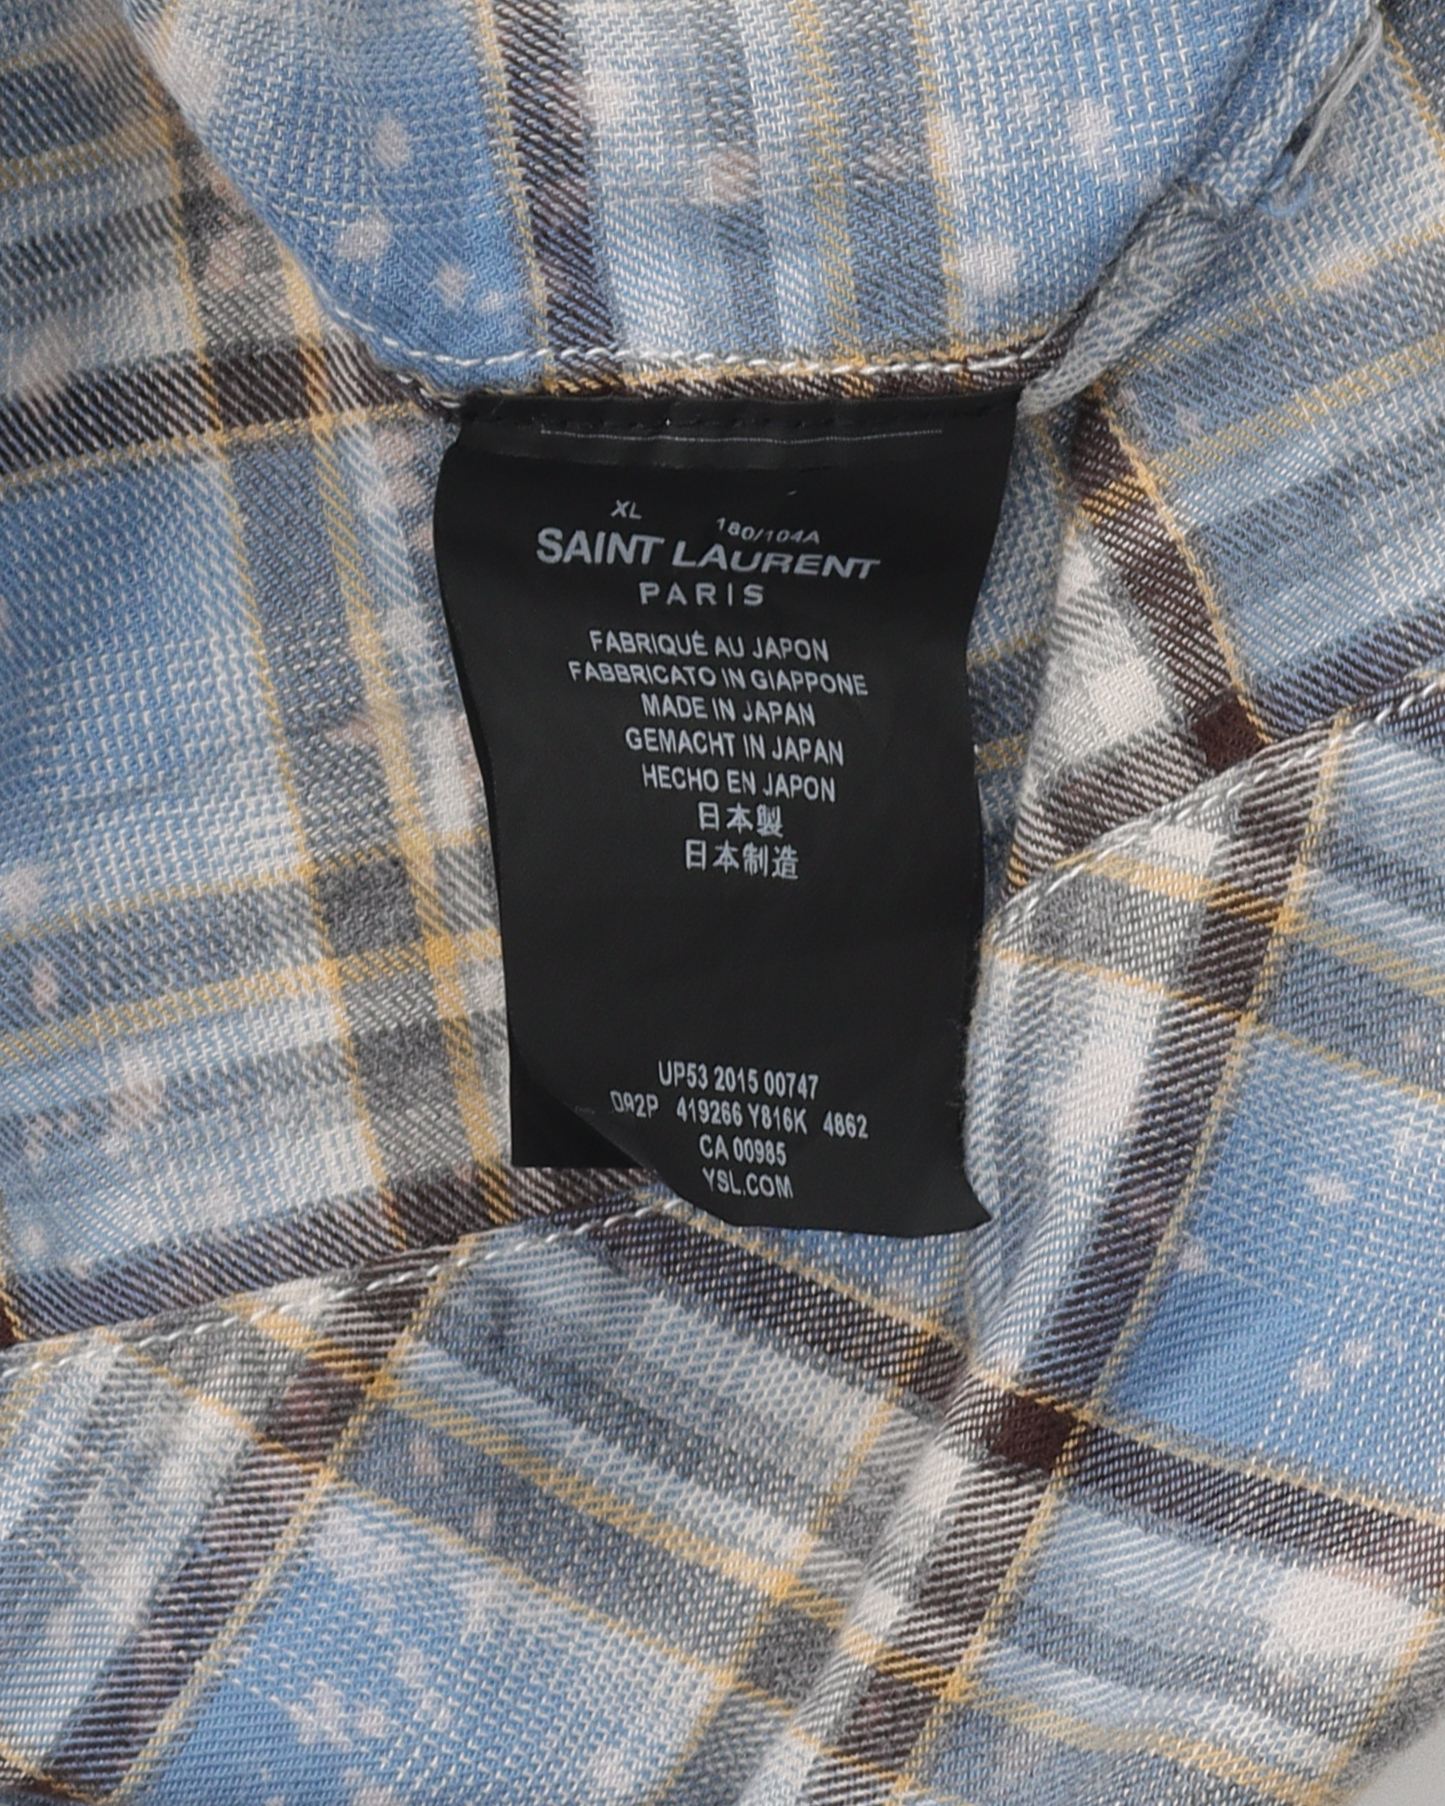 XL 180/104A
SAINT LAURENT
PARIS
FABRIQUÉ AU JAPON
FABBRICATO IN GIAPPONE
MADE IN JAPAN
GEMACHT IN JAPAN
HECHO EN JAPON
日本製
日本制造
UP53 2015 00747
D92P 419266 Y816K 4862
CA 00985
YSL.COM